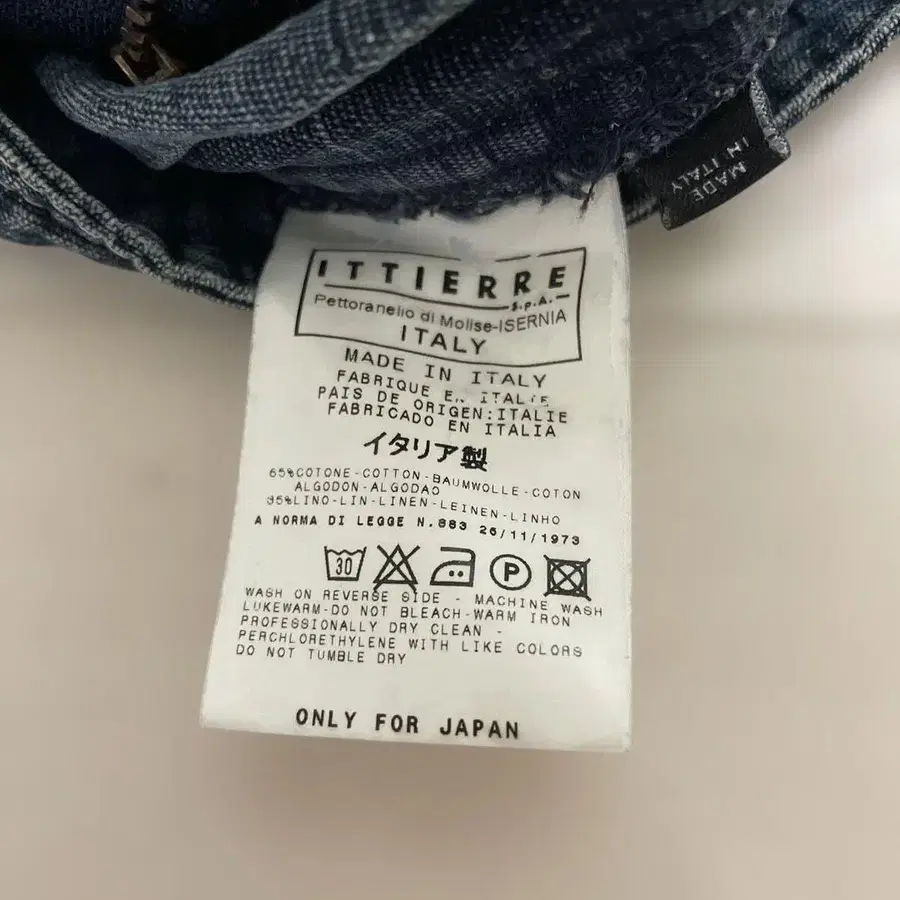 MADE
IN ITALY
ITTIERRE
S.p.A.
Pettoranello di Molise-ISERNIA
ITALY
MADE IN ITALY
FABRIQUE EN ITALIE
PAIS DE ORIGEN:ITALIE
FABRICADO EN ITALIA
イタリア製
65%COTONE-COTTON-BAUMWOLLE-COTON
ALGODON-ALGODAO
35%LINO-LIN-LINEN-LEINEN-LINHO
A NORMA DI LEGGE N.883 26/11/1973
30 P
WASH ON REVERSE SIDE - MACHINE WASH
LUKEWARM-DO NOT BLEACH-WARM IRON
PROFESSIONALLY DRY CLEAN -
PERCHLORETHYLENE WITH LIKE COLORS
DO NOT TUMBLE DRY
ONLY FOR JAPAN